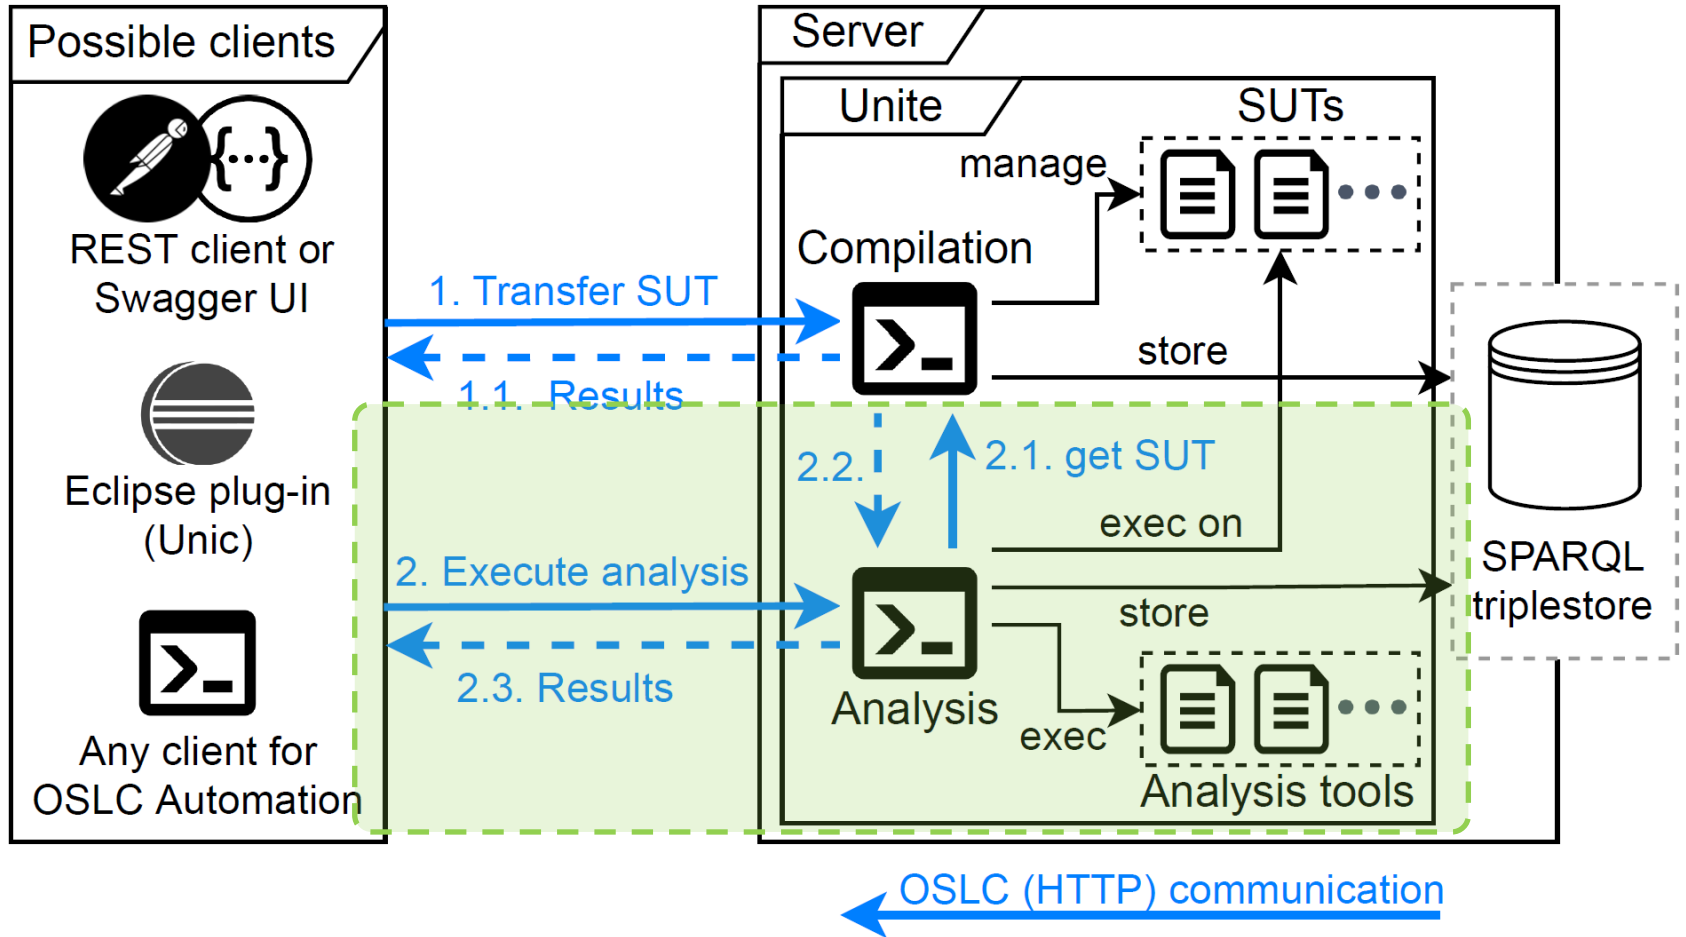 Possible clients
REST client or
Swagger UI
Eclipse plug-in
(Unic)
Any client for
OSLC Automation
1. Transfer SUT
1.1. Results
2. Execute analysis
2.3. Results
Server
Unite
SUTs
manage
Compilation
store
2.2.
2.1. get SUT
exec on
store
Analysis
exec
Analysis tools
SPARQL
triplestore
OSLC (HTTP) communication